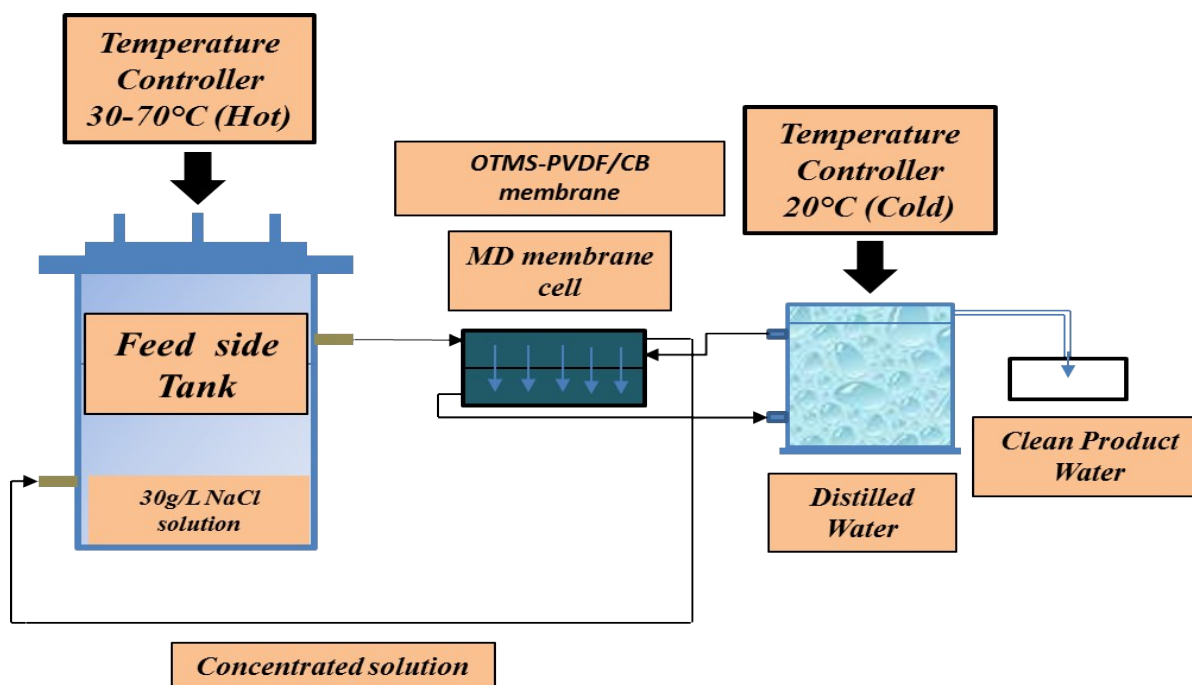 Temperature
Controller
30-70°C (Hot)
OTMS-PVDF/CB
membrane
Temperature
Controller
20°C (Cold)
MD membrane
cell
Feed side
Tank
30g/L NaCl
solution
Clean Product
Water
Distilled
Water
Concentrated solution